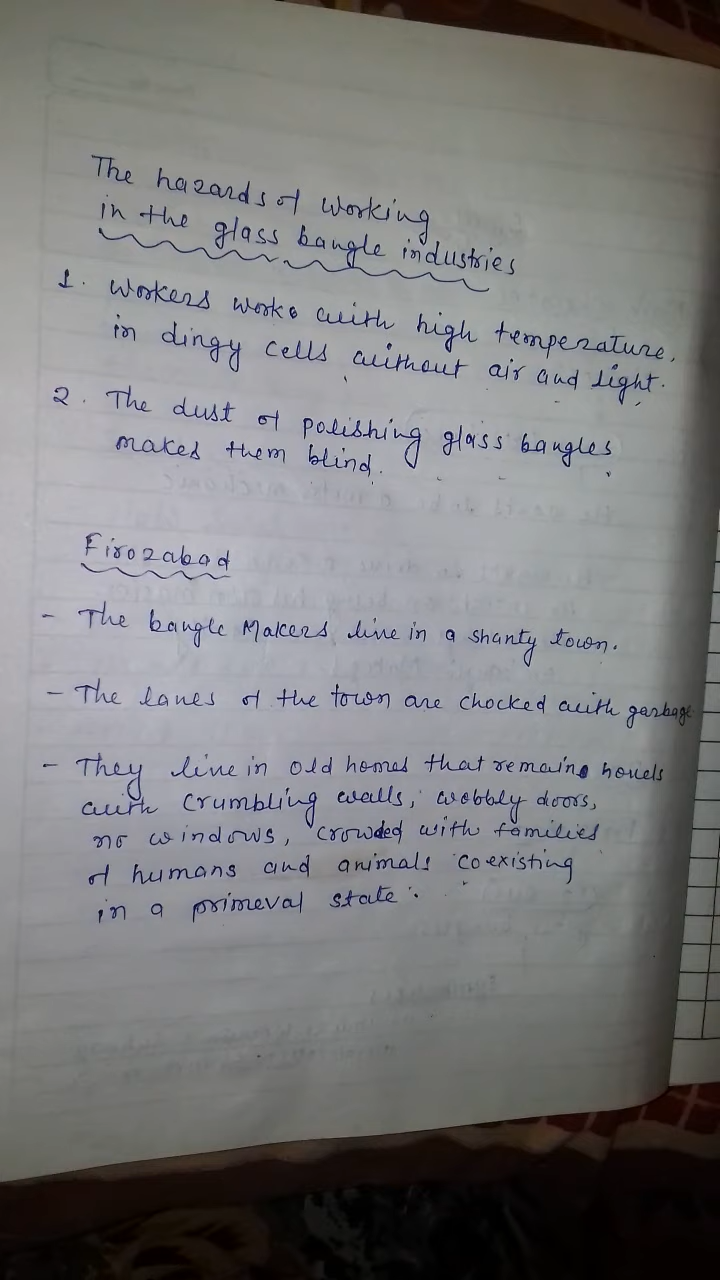 The hazards of working
in the glass bangle industries
1. Workers works with high temperature,
in dingy cells without air and light.
2. The dust of polishing glass bangles
makes them blind.
Firozabad
- The bangle Makers live in a shanty town.
- The lanes of the town are chocked with garbage
- They live in old homes that remains hovels
with crumbling walls, wobbly doors,
no windows, crowded with families
of humans and animals coexisting
in a primeval state.